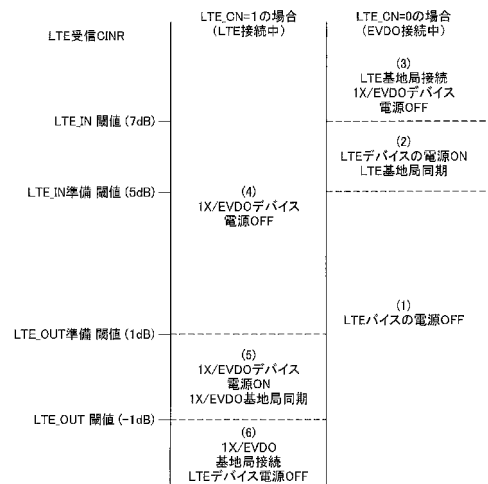 LTE受信CINR
LTE_CN=1の場合
(LTE接続中)
LTE_CN=0の場合
(EVDO接続中)
(3)
LTE基地局接続
1X/EVDOデバイス
電源OFF
LTE_IN 閾値 (7dB)
(2)
LTEデバイスの電源ON
LTE基地局同期
LTE_IN準備 閾値 (5dB)
(4)
1X/EVDOデバイス
電源OFF
(1)
LTEバイスの電源OFF
LTE_OUT準備 閾値 (1dB)
(5)
1X/EVDOデバイス
電源ON
1X/EVDO基地局同期
LTE_OUT 閾値 (-1dB)
(6)
1X/EVDO
基地局接続
LTEデバイス電源OFF